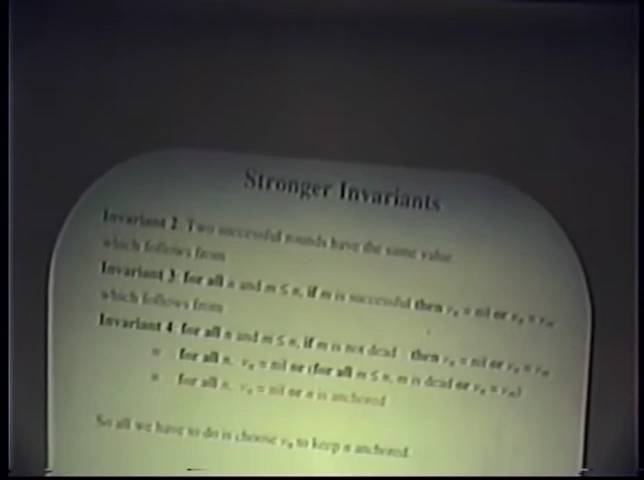 Stronger Invariants
Invariant 2: Two successful rounds have the same value.
which follows from
Invariant 3: for all n and m ≤ n, if m is successful then vₙ = nil or vₙ = vₘ
which follows from
Invariant 4: for all n and m ≤ n, if m is not dead then vₙ = nil or vₙ = vₘ
for all n, vₙ = nil or (for all m ≤ n, m is dead or vₙ = vₘ)
for all n, vₙ = nil or n is anchored
So all we have to do is choose vₙ to keep n anchored.